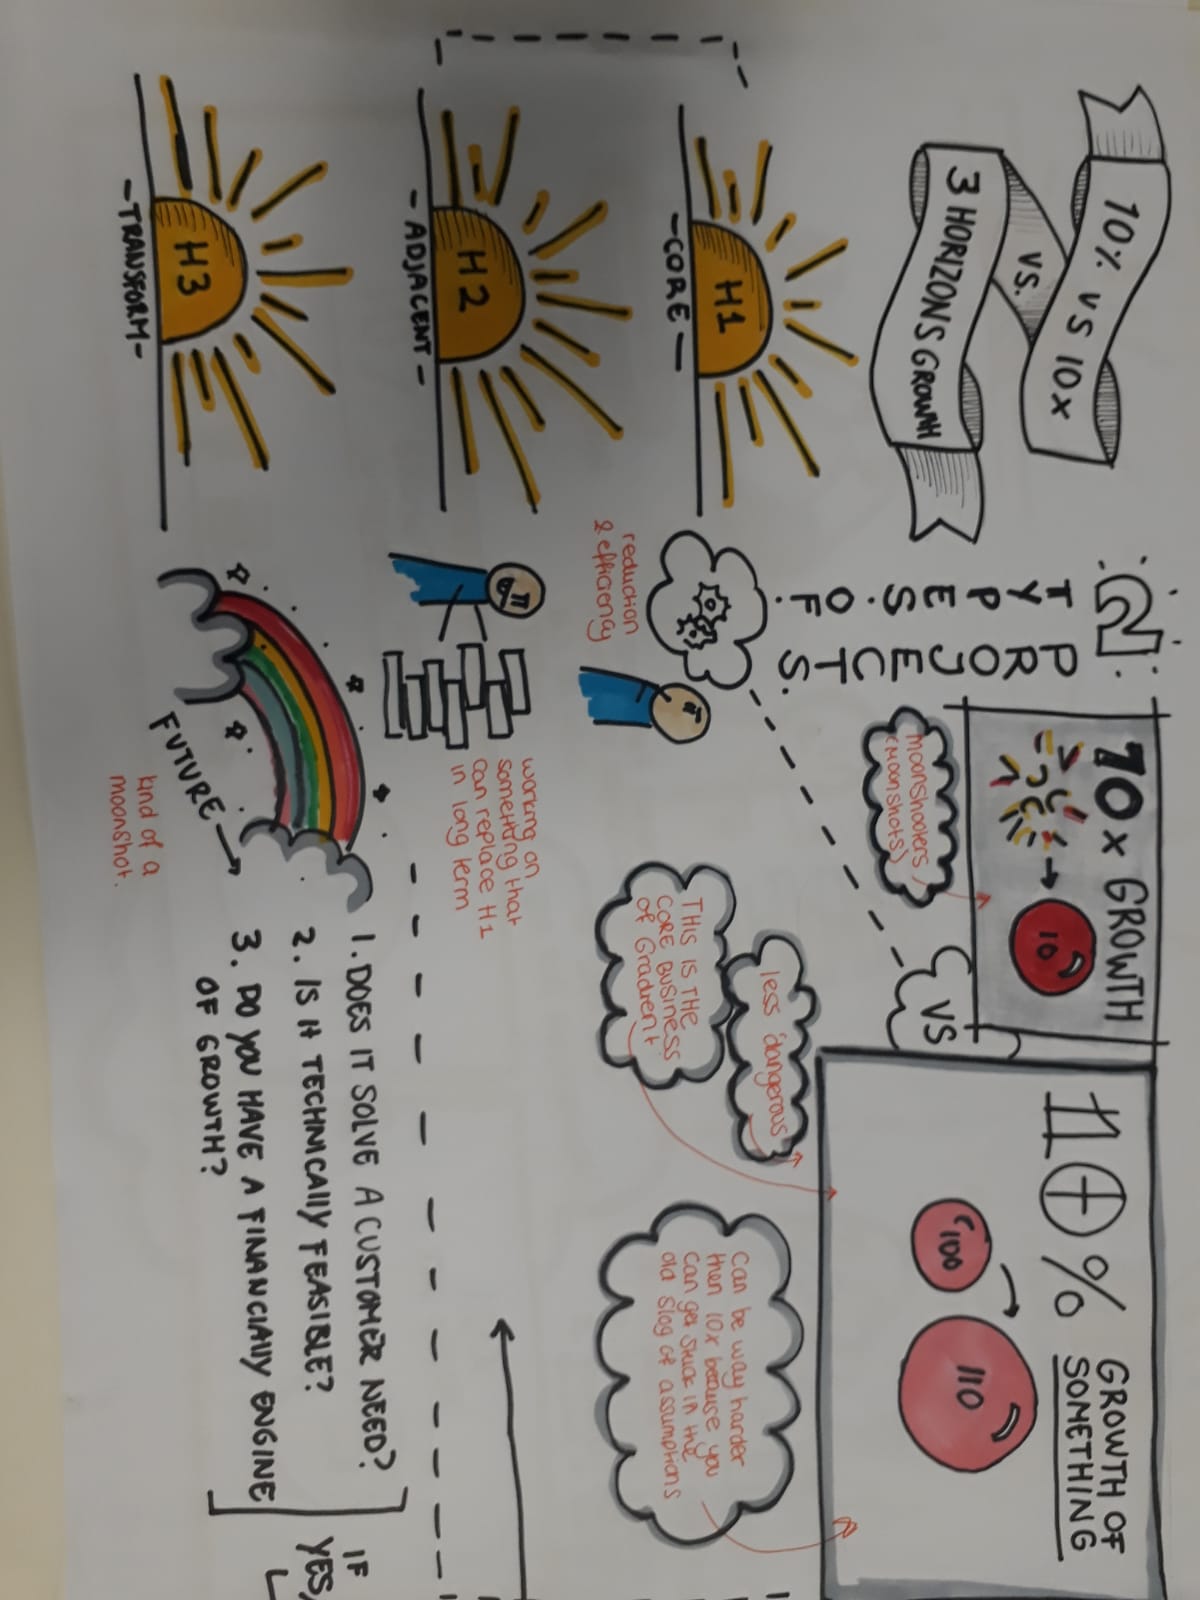 10% VS 10X
VS.
3 HORIZONS GROWTH
2
TYPES OF
PROJECTS.
10X GROWTH
10
moonshooters
(MOONSHOTS)
VS
10%
GROWTH OF
SOMETHING
100
110
less dangerous
THIS IS THE
CORE BUSINESS
of Gradient
Can be way harder
then 10x because you
can get stuck in the
old slog of assumptions
H1
-CORE-
reduction
& efficiency
H2
-ADJACENT-
working on
something that
can replace H1
in long term
H3
-TRANSFORM-
FUTURE
kind of a
moonshot.
1. DOES IT SOLVE A CUSTOMER NEED?
2. IS IT TECHNICALLY FEASIBLE?
3. DO YOU HAVE A FINANCIALLY ENGINE
OF GROWTH?
IF
YES,